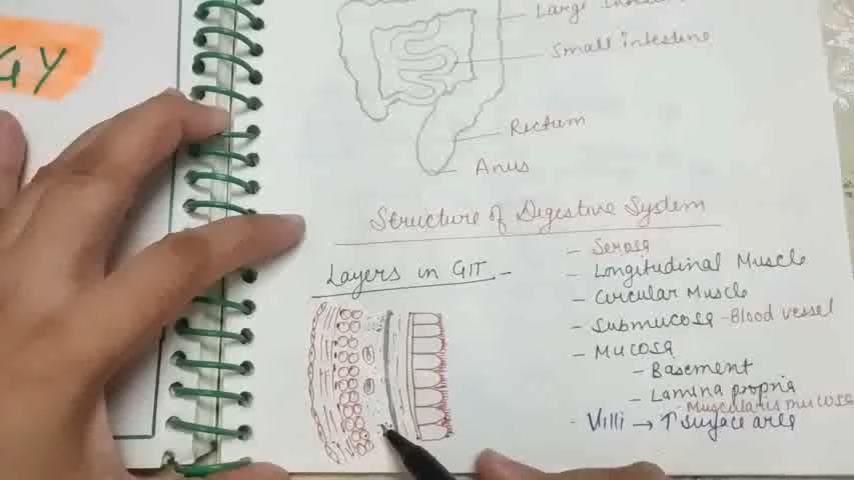 GY
Large
Small intestine
Rectum
Anus
Structure of Digestive System
Layers in GIT -
- Serosa
- Longitudinal Muscle
- Circular Muscle
- Submucosa - Blood vessel
- Mucosa
- Basement
- Lamina propria
- Muscularis mucosa
- Villi → ↑ Surface area